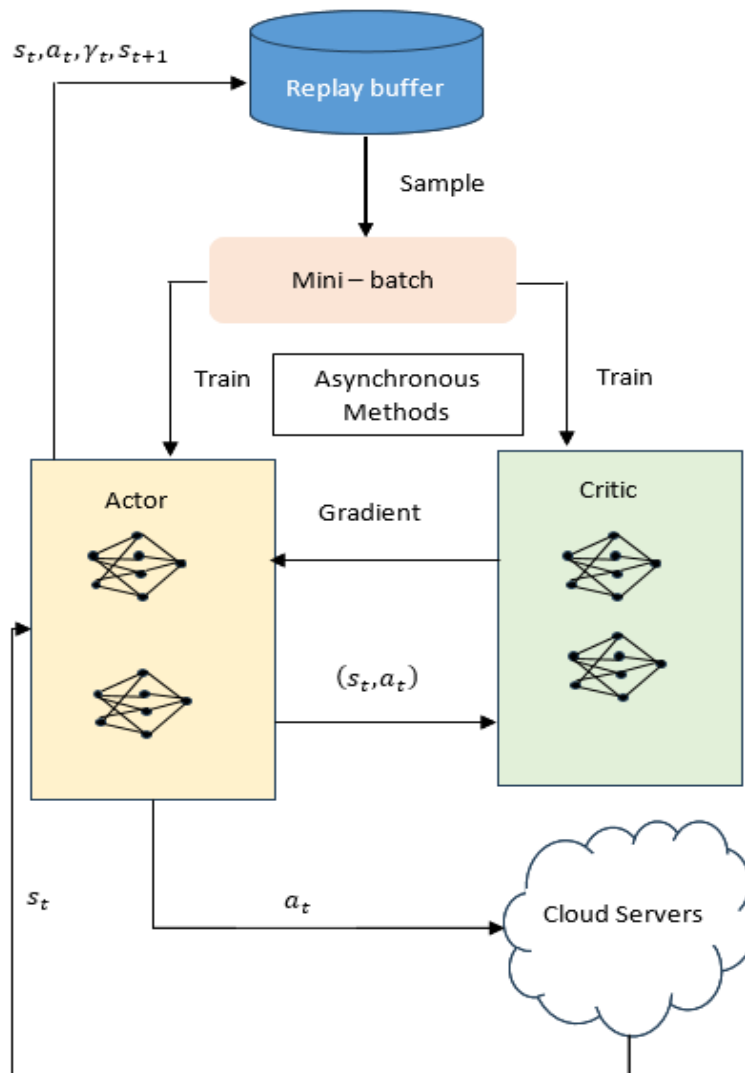 s_t, a_t, γ_t, s_{t+1}
Replay buffer
Sample
Mini – batch
Train
Asynchronous
Methods
Train
Actor
Critic
Gradient
(s_t, a_t)
s_t
a_t
Cloud Servers